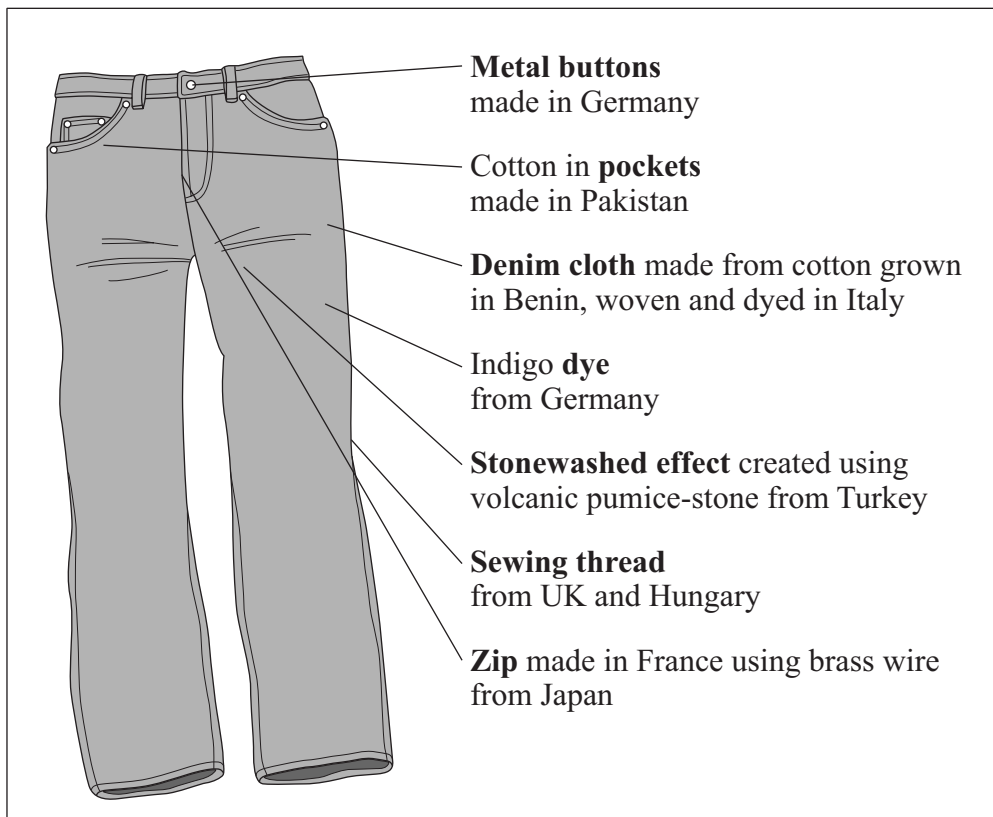 Metal buttons
made in Germany
Cotton in pockets
made in Pakistan
Denim cloth made from cotton grown
in Benin, woven and dyed in Italy
Indigo dye
from Germany
Stonewashed effect created using
volcanic pumice-stone from Turkey
Sewing thread
from UK and Hungary
Zip made in France using brass wire
from Japan